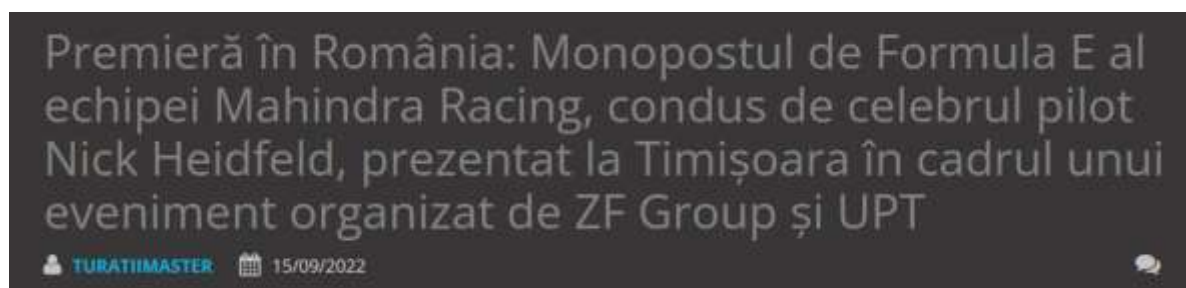 Premieră în România: Monopostul de Formula E al
echipei Mahindra Racing, condus de celebrul pilot
Nick Heidfeld, prezentat la Timișoara în cadrul unui
eveniment organizat de ZF Group și UPT
TURATIIMASTER 15/09/2022